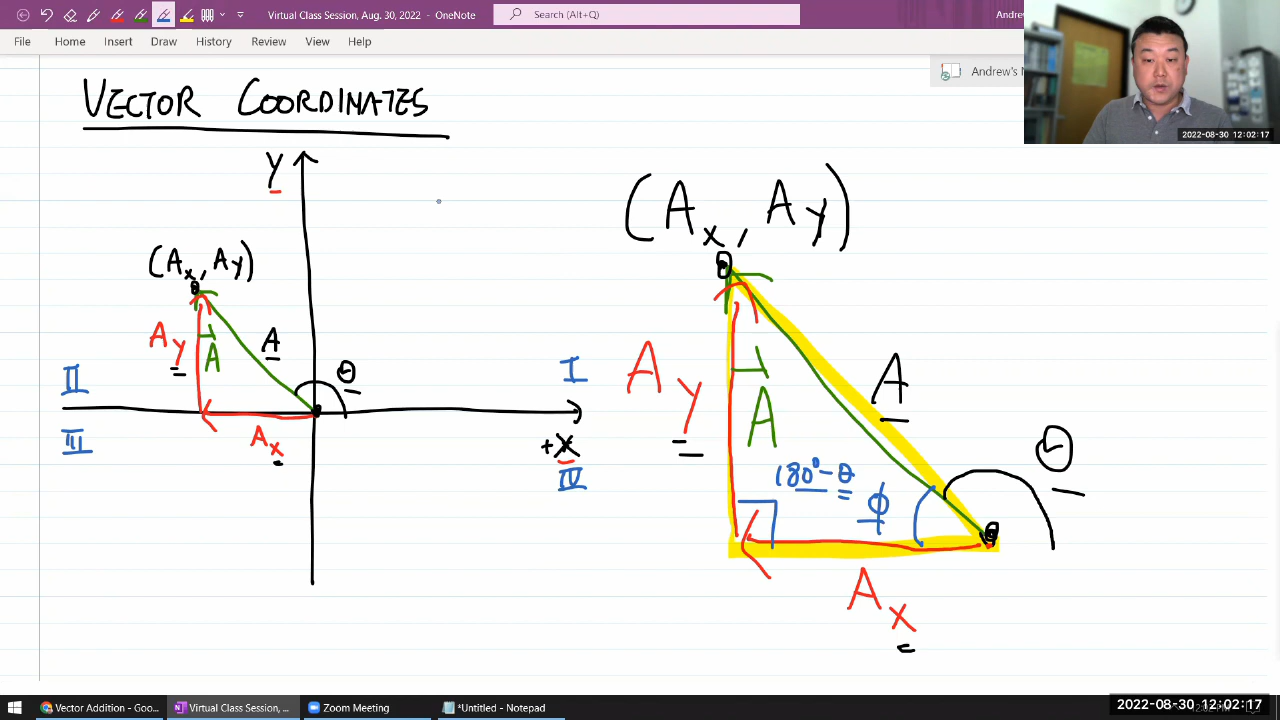 Virtual Class Session, Aug. 30, 2022 - OneNote
Search (Alt+Q)
File Home Insert Draw History Review View Help
2022-08-30 12:02:17
VECTOR COORDINATES
y
(Ax, Ay)
(Ax, Ay)
Ay
A
A
θ
II
I
III
Ax
+x
IV
Ay
A
A
θ
180° - θ
φ
Ax
Vector Addition - Goo...
Virtual Class Session, ...
Zoom Meeting
*Untitled - Notepad
2022-08-30 12:02:17